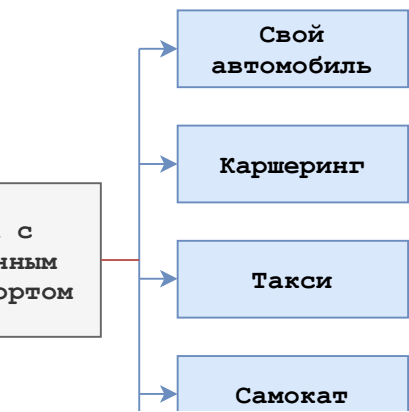 Свой
автомобиль
Каршеринг
с
Такси
Самокат